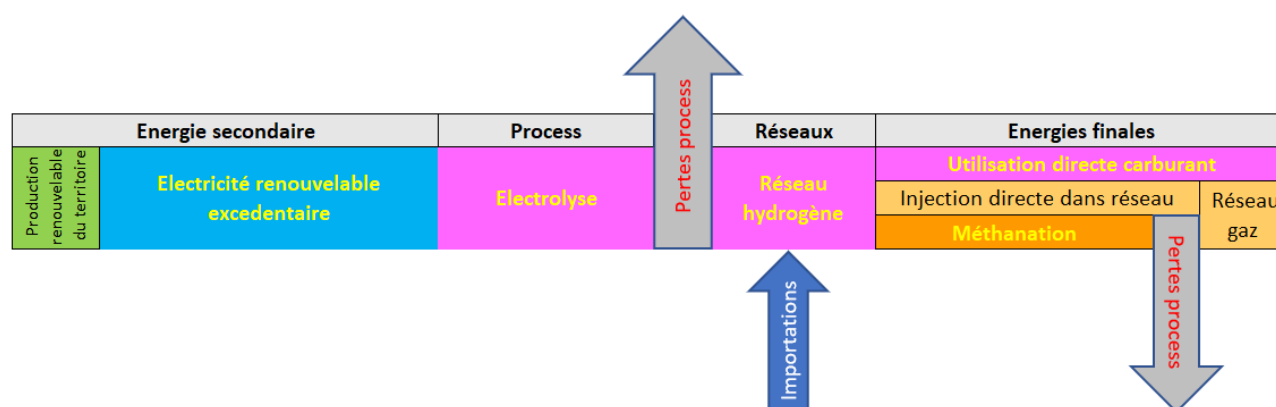 Energie secondaire
Process
Réseaux
Energies finales
Production
renouvelable
du territoire
Electricité renouvelable
excedentaire
Electrolyse
Pertes process
Réseau
hydrogène
Utilisation directe carburant
Injection directe dans réseau
Réseau
gaz
Méthanation
Pertes process
Importations